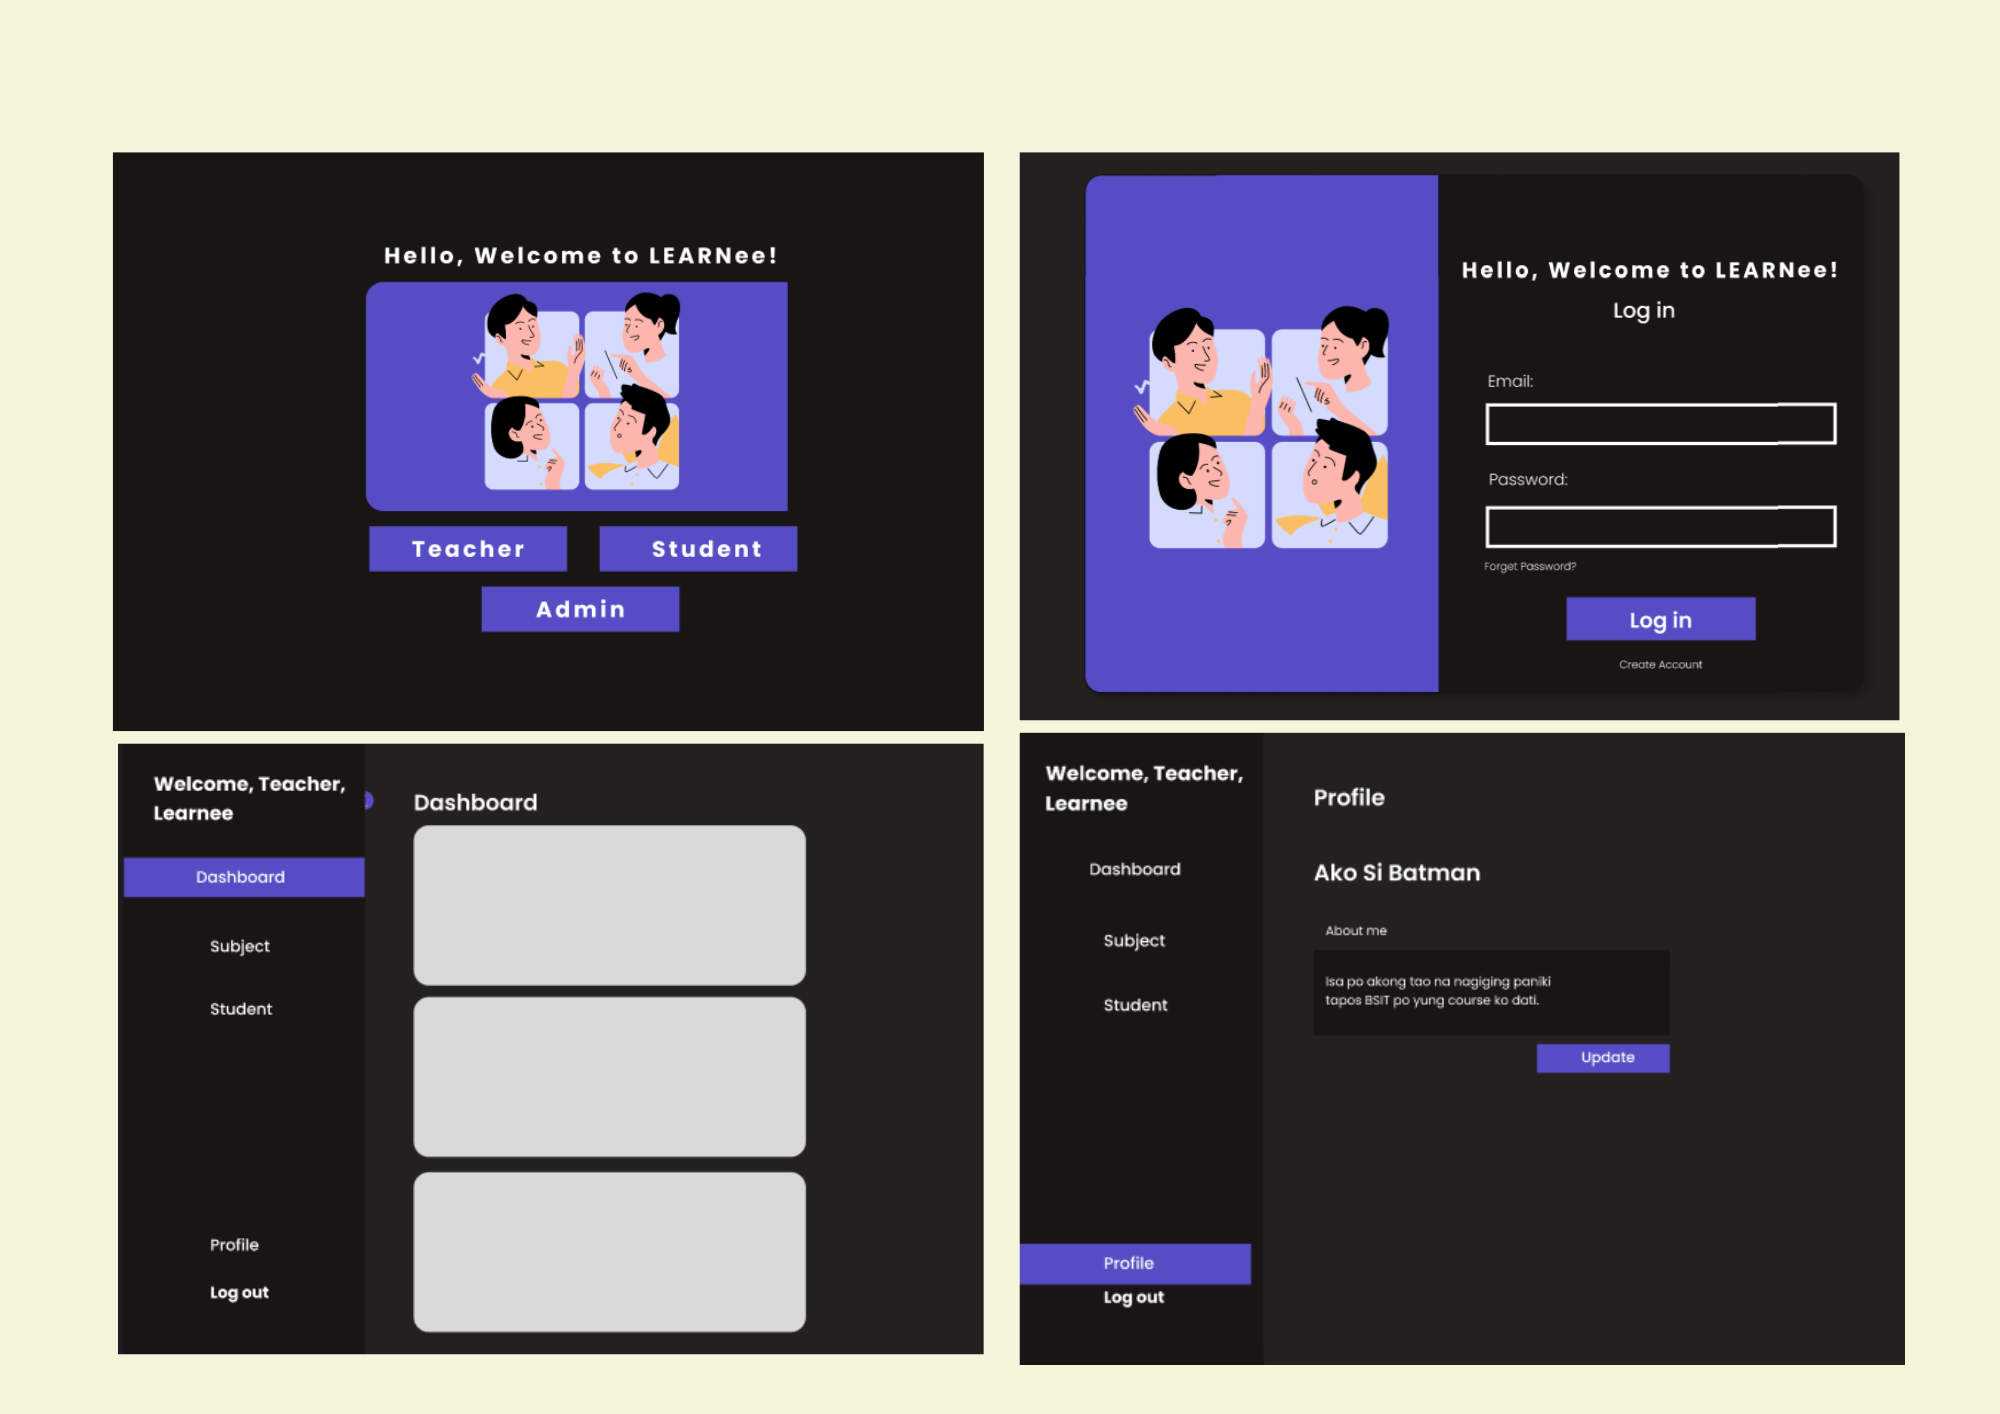 Hello, Welcome to LEARNee!
Teacher
Student
Admin
Hello, Welcome to LEARNee!
Log in
Email:
Password:
Forget Password?
Log in
Create Account
Welcome, Teacher,
Learnee
Dashboard
Subject
Student
Profile
Log out
Dashboard
Welcome, Teacher,
Learnee
Dashboard
Subject
Student
Profile
Log out
Profile
Ako Si Batman
About me
Isa po akong tao na nagiging paniki
tapos BSIT po yung course ko dati.
Update